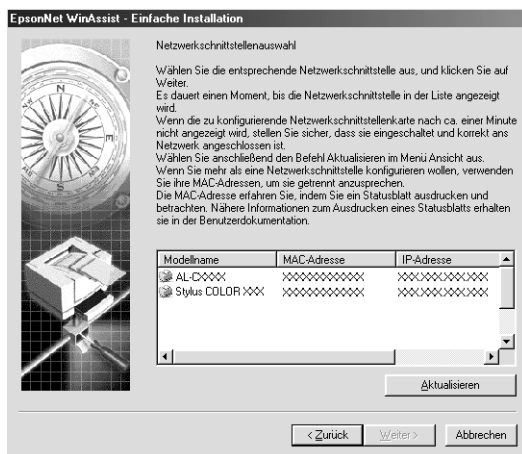 EpsonNet WinAssist - Einfache Installation
Netzwerkschnittstellenauswahl
Wählen Sie die entsprechende Netzwerkschnittstelle aus, und klicken Sie auf
Weiter.
Es dauert einen Moment, bis die Netzwerkschnittstelle in der Liste angezeigt
wird.
Wenn die zu konfigurierende Netzwerkschnittstellenkarte nach ca. einer Minute
nicht angezeigt wird, stellen Sie sicher, dass sie eingeschaltet und korrekt ans
Netzwerk angeschlossen ist.
Wählen Sie anschließend den Befehl Aktualisieren im Menü Ansicht aus.
Wenn Sie mehr als eine Netzwerkschnittstelle konfigurieren wollen, verwenden
Sie ihre MAC-Adressen, um sie getrennt anzusprechen.
Die MAC-Adresse erfahren Sie, indem Sie ein Statusblatt ausdrucken und
betrachten. Nähere Informationen zum Ausdrucken eines Statusblatts erhalten
sie in der Benutzerdokumentation.
Modellname MAC-Adresse IP-Adresse
AL-CXXXX XXXXXXXXXXXX XXX.XXX.XXX.XXX
Stylus COLOR XXX XXXXXXXXXXXX XXX.XXX.XXX.XXX
Aktualisieren
< Zurück Weiter > Abbrechen
N
E
S
W